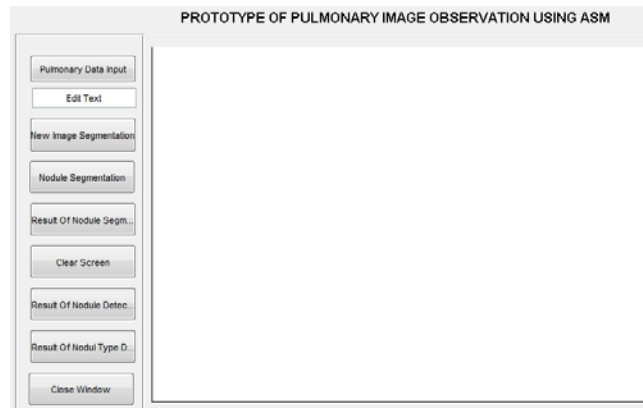 PROTOTYPE OF PULMONARY IMAGE OBSERVATION USING ASM
Pulmonary Data Input
Edit Text
New Image Segmentation
Nodule Segmentation
Result Of Nodule Segm...
Clear Screen
Result Of Nodule Detec...
Result Of Nodul Type D...
Close Window